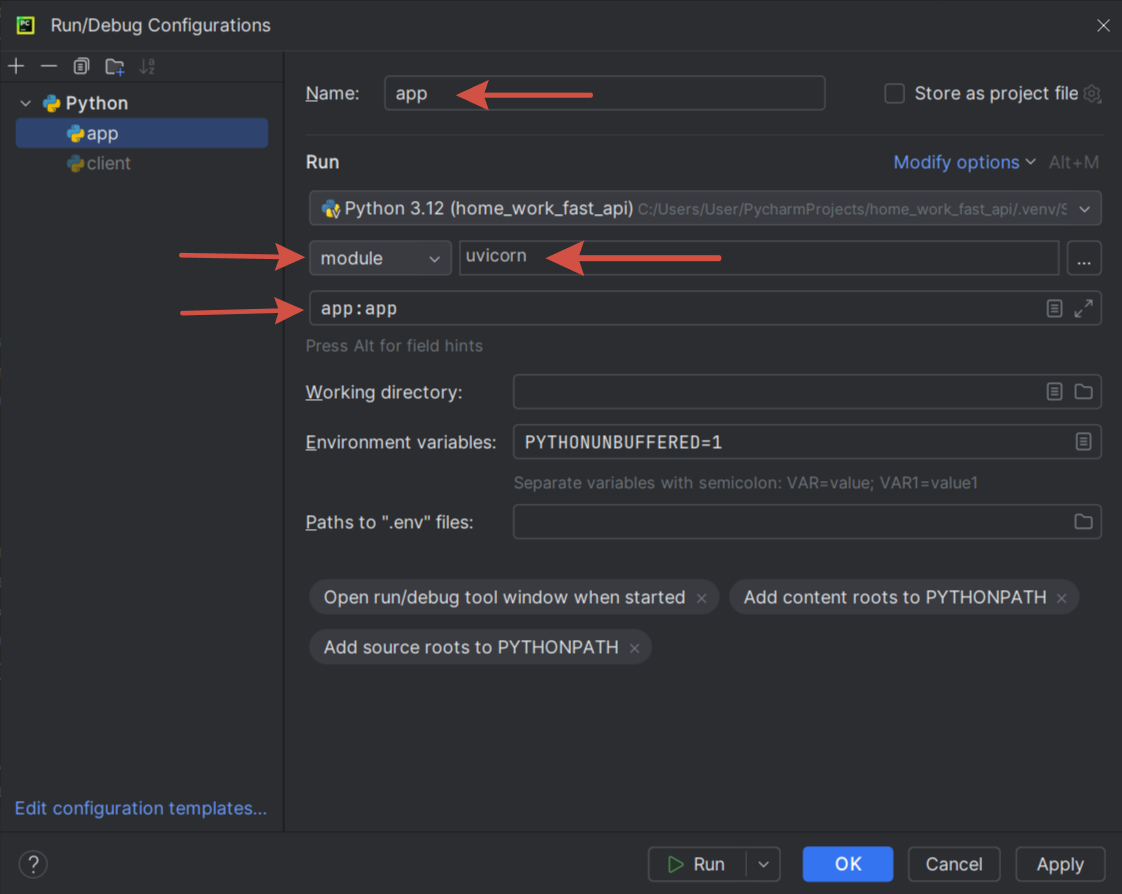 Run/Debug Configurations
Python
app
client
Edit configuration templates...
Name: app
Store as project file
Run
Modify options Alt+M
Python 3.12 (home_work_fast_api) C:/Users/User/PycharmProjects/home_work_fast_api/.venv/S
module uvicorn ...
app:app
Press Alt for field hints
Working directory:
Environment variables: PYTHONUNBUFFERED=1
Separate variables with semicolon: VAR=value; VAR1=value1
Paths to ".env" files:
Open run/debug tool window when started × Add content roots to PYTHONPATH ×
Add source roots to PYTHONPATH ×
? Run OK Cancel Apply